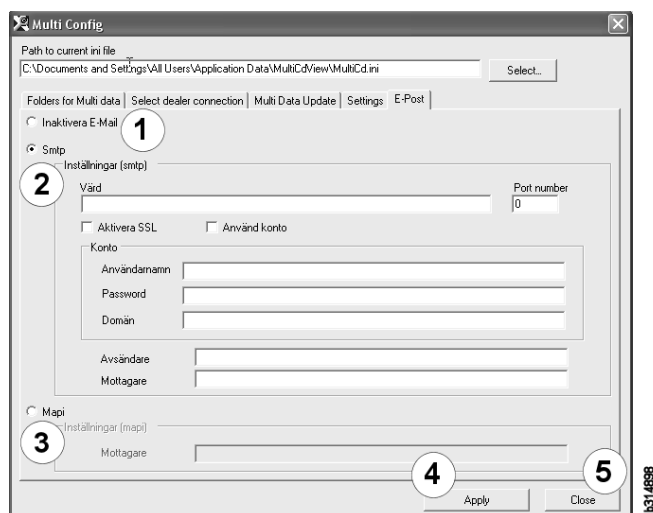 Multi Config
Path to current ini file
C:\Documents and Settings\All Users\Application Data\MultiCdView\MultiCd.ini
Select...
Folders for Multi data Select dealer connection Multi Data Update Settings E-Post
Inaktivera E-Mail
1
Smtp
Inställningar (smtp)
2
Värd Port number
0
Aktivera SSL Använd konto
Konto
Användarnamn
Password
Domän
Avsändare
Mottagare
Mapi
Inställningar (mapi)
3
Mottagare
4
5
Apply Close
b314898